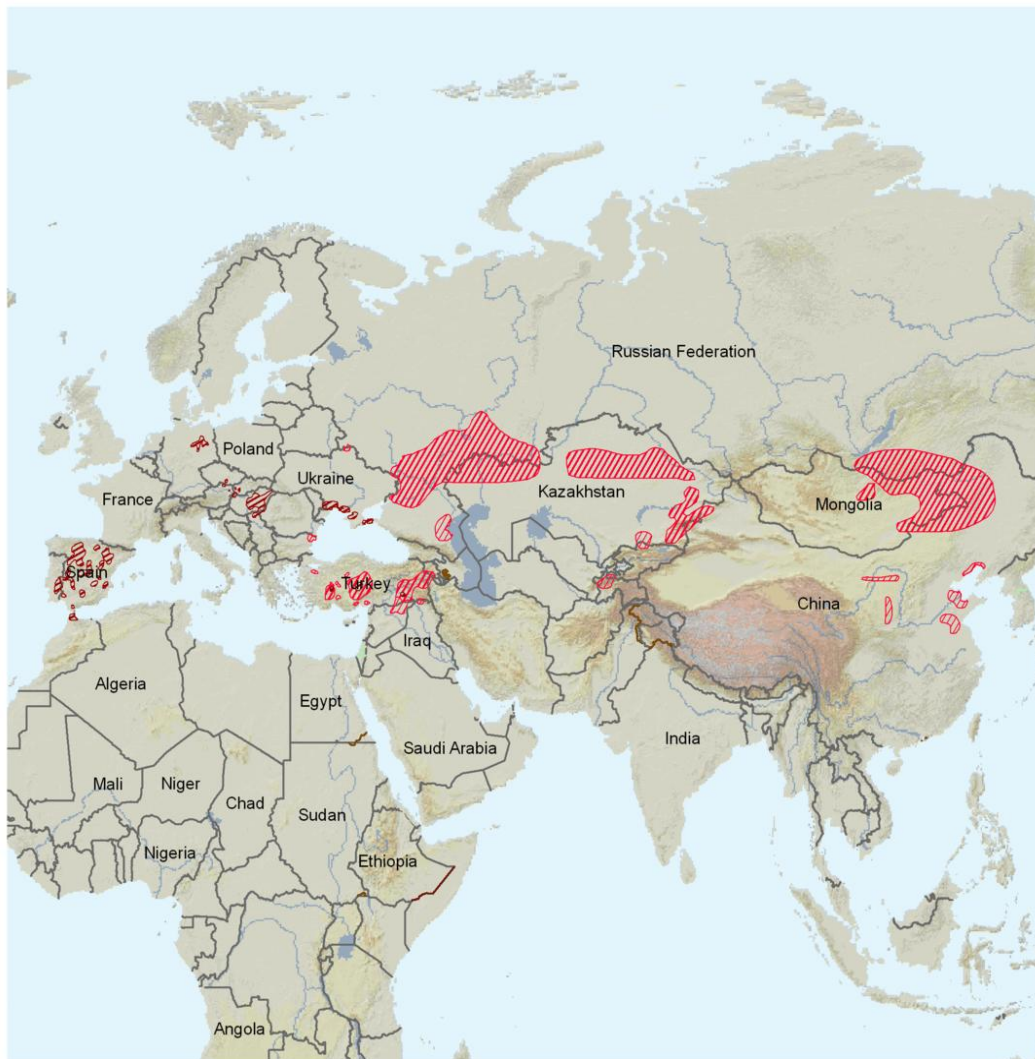 Russian Federation
Poland
Ukraine
France
Kazakhstan
Mongolia
Spain
Turkey
China
Iraq
Algeria
Egypt
Saudi Arabia
India
Mali
Niger
Chad
Sudan
Nigeria
Ethiopia
Angola